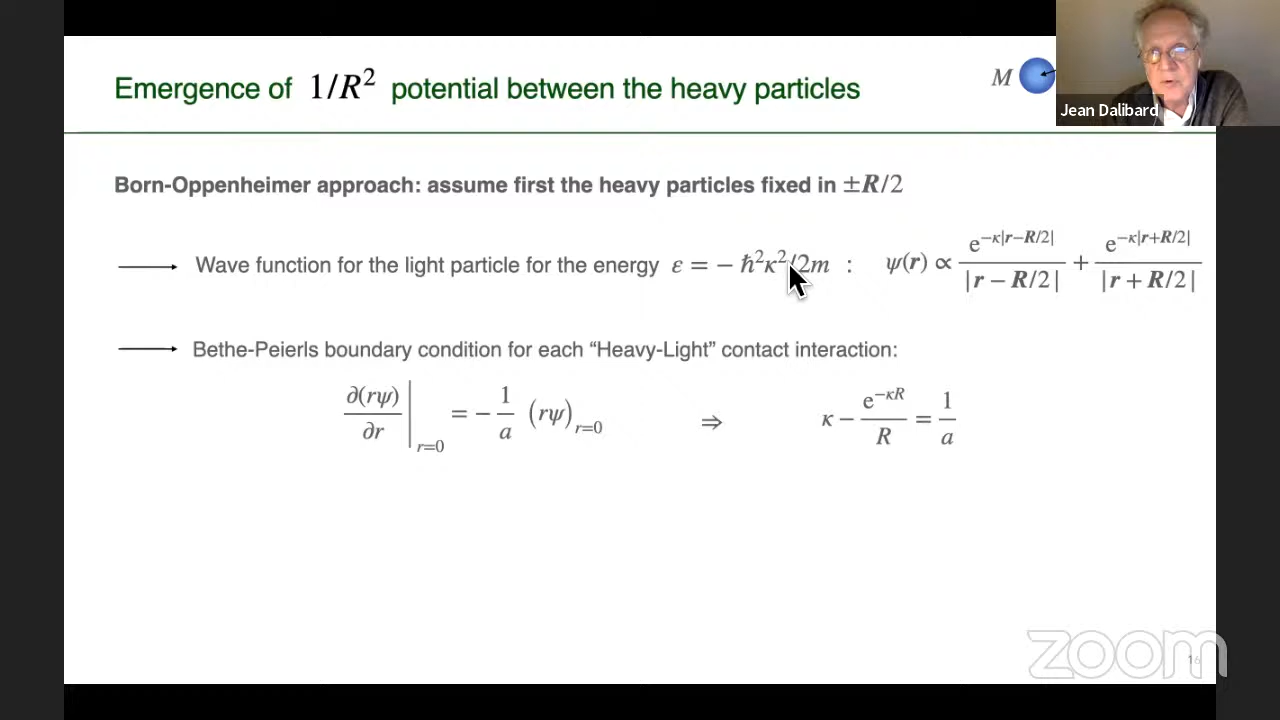 Emergence of 1/R² potential between the heavy particles
M
Jean Dalibard
Born-Oppenheimer approach: assume first the heavy particles fixed in ±R/2
Wave function for the light particle for the energy ε = − ħ²κ²/2m : ψ(r) ∝ e^{−κ|r−R/2|} / |r − R/2| + e^{−κ|r+R/2|} / |r + R/2|
Bethe-Peierls boundary condition for each “Heavy-Light” contact interaction:
∂(rψ)/∂r |_{r=0} = − 1/a (rψ)_{r=0} ⇒ κ − e^{−κR}/R = 1/a
zoom
16